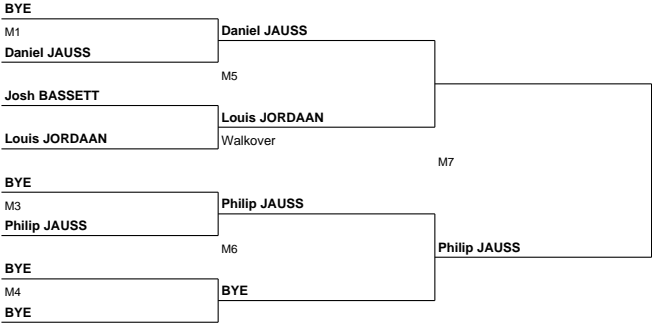 BYE
M1
Daniel JAUSS
Daniel JAUSS
M5
Josh BASSETT
Louis JORDAAN
Louis JORDAAN
Walkover
M7
BYE
M3
Philip JAUSS
Philip JAUSS
M6
Philip JAUSS
BYE
M4
BYE
BYE